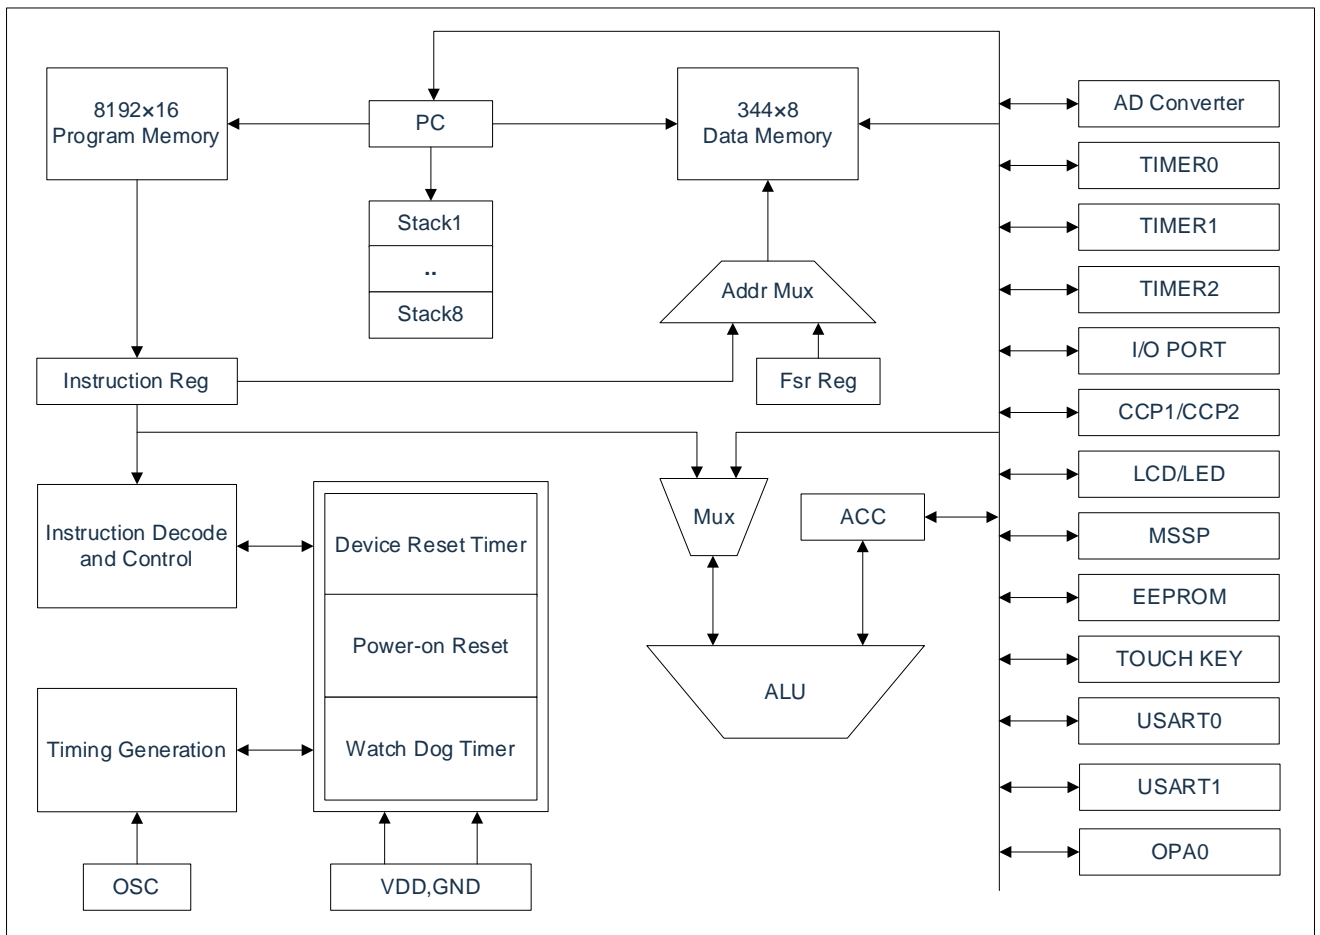 8192×16
Program Memory
PC
344×8
Data Memory
Stack1
..
Stack8
Addr Mux
Instruction Reg
Fsr Reg
Mux
ACC
Instruction Decode
and Control
Device Reset Timer
Power-on Reset
Watch Dog Timer
ALU
Timing Generation
OSC
VDD,GND
AD Converter
TIMER0
TIMER1
TIMER2
I/O PORT
CCP1/CCP2
LCD/LED
MSSP
EEPROM
TOUCH KEY
USART0
USART1
OPA0